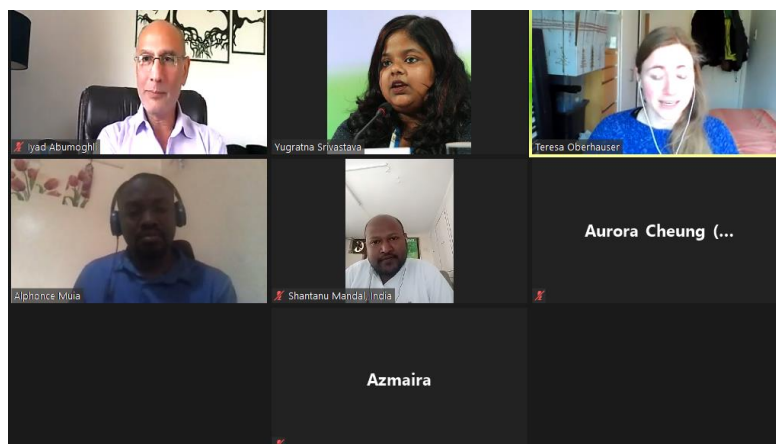 Iyad Abumoghli
Yugratna Srivastava
Teresa Oberhauser
Alphonce Muia
Shantanu Mandal, India
Aurora Cheung (...
Azmaira